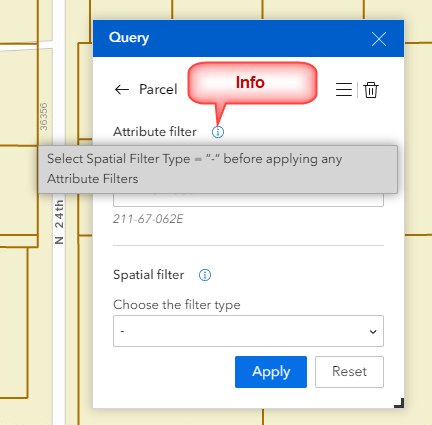 Query
Info
Parcel
Attribute filter
Select Spatial Filter Type = "-" before applying any
Attribute Filters
211-67-062E
Spatial filter
Choose the filter type
-
Apply
Reset
36356
N 24th